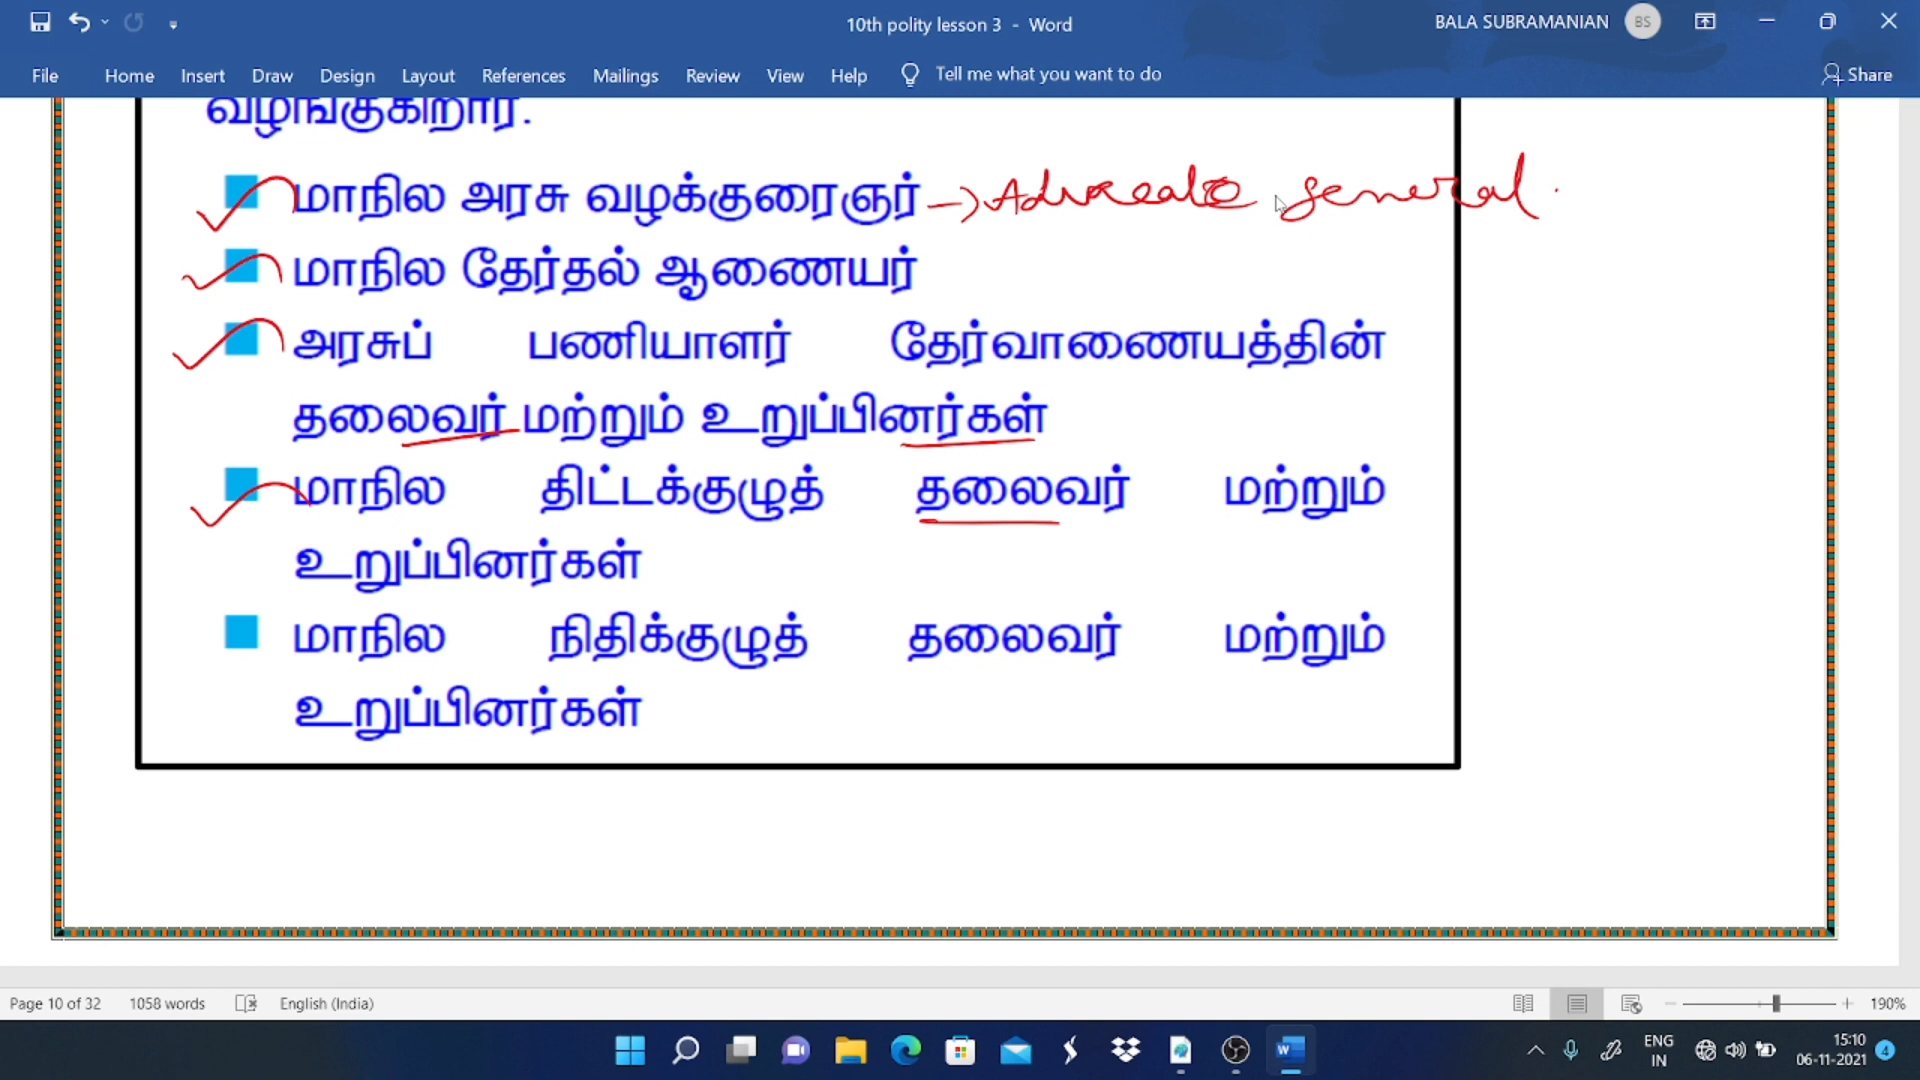 10th polity lesson 3 - Word
BALA SUBRAMANIAN BS
File Home Insert Draw Design Layout References Mailings Review View Help Tell me what you want to do Share
வழங்குகிறார்.
மாநில அரசு வழக்குரைஞர் → Advocate general.
மாநில தேர்தல் ஆணையர்
அரசுப் பணியாளர் தேர்வாணையத்தின்
தலைவர் மற்றும் உறுப்பினர்கள்
மாநில திட்டக்குழுத் தலைவர் மற்றும்
உறுப்பினர்கள்
மாநில நிதிக்குழுத் தலைவர் மற்றும்
உறுப்பினர்கள்
Page 10 of 32 1058 words English (India) 190%
ENG
IN
15:10
06-11-2021
4